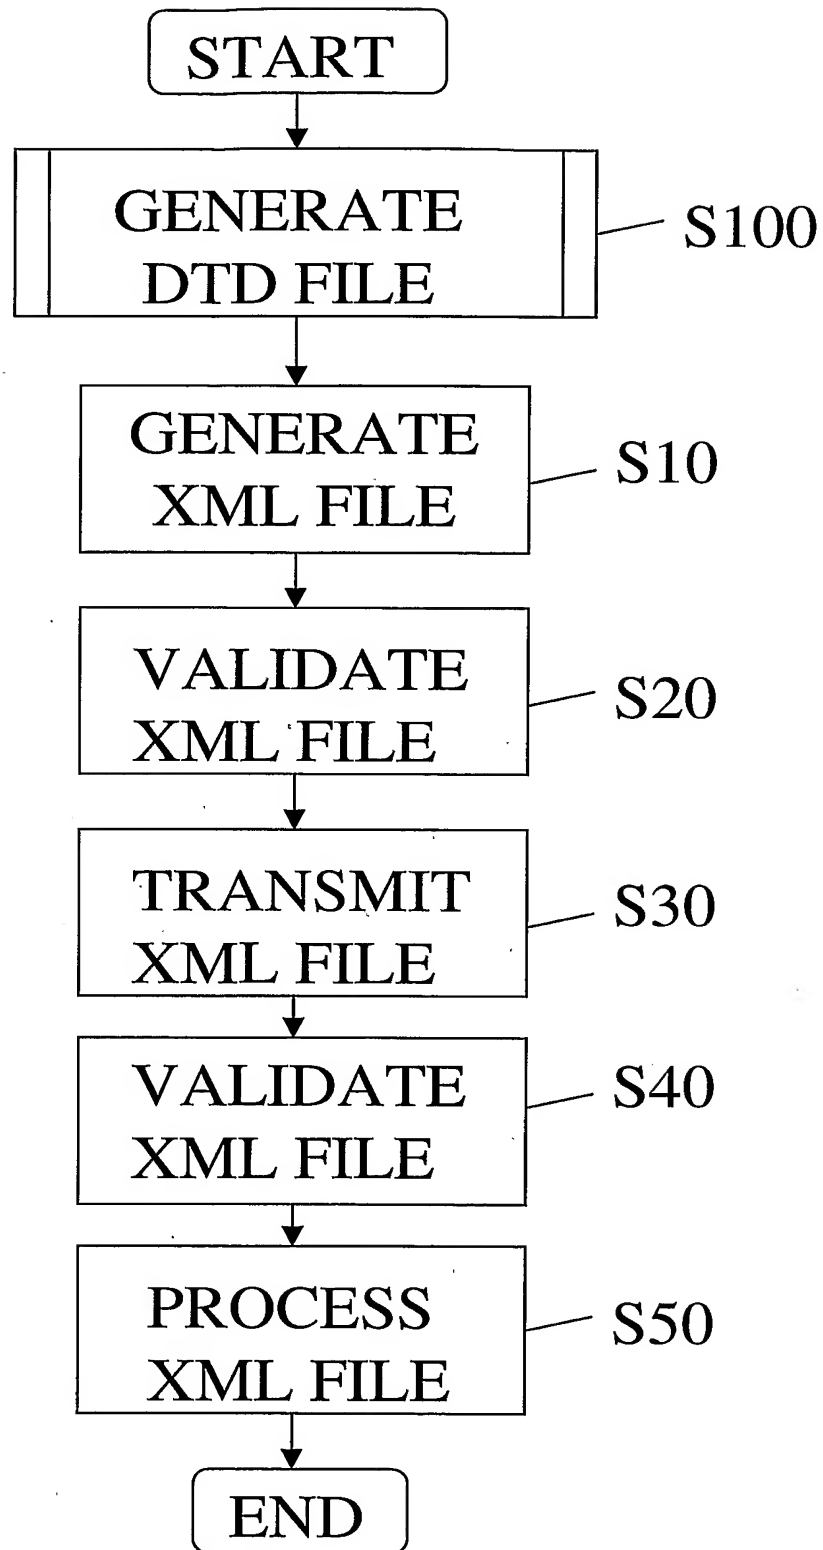 START
GENERATE
DTD FILE
S100
GENERATE
XML FILE
S10
VALIDATE
XML FILE
S20
TRANSMIT
XML FILE
S30
VALIDATE
XML FILE
S40
PROCESS
XML FILE
S50
END